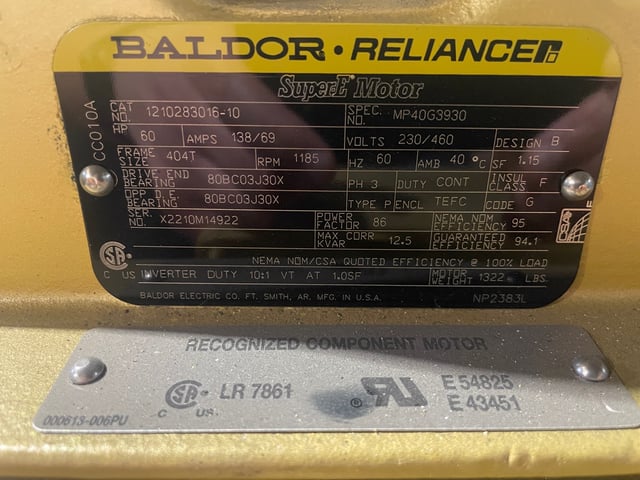 BALDOR • RELIANCE
SuperE Motor
CC010A
CAT NO. 1210283016-10 SPEC. NO. MP40G3930
HP 60 AMPS 138/69 VOLTS 230/460 DESIGN B
FRAME SIZE 404T RPM 1185 HZ 60 AMB 40 °C SF 1.15
DRIVE END BEARING 80BC03J30X PH 3 DUTY CONT INSUL CLASS F
OPP D.E. BEARING 80BC03J30X TYPE P ENCL TEFC CODE G
SER. NO. X2210M14922 POWER FACTOR 86 NEMA NOM EFFICIENCY 95
MAX CORR KVAR 12.5 GUARANTEED EFFICIENCY 94.1
NEMA NOM/CSA QUOTED EFFICIENCY @ 100% LOAD
C US INVERTER DUTY 10:1 VT AT 1.0SF MOTOR WEIGHT 1322 LBS.
BALDOR ELECTRIC CO. FT. SMITH, AR. MFG. IN U.S.A. NP2383L
RECOGNIZED COMPONENT MOTOR
C US LR 7861 ® E 54825
E 43451
000613-006PU